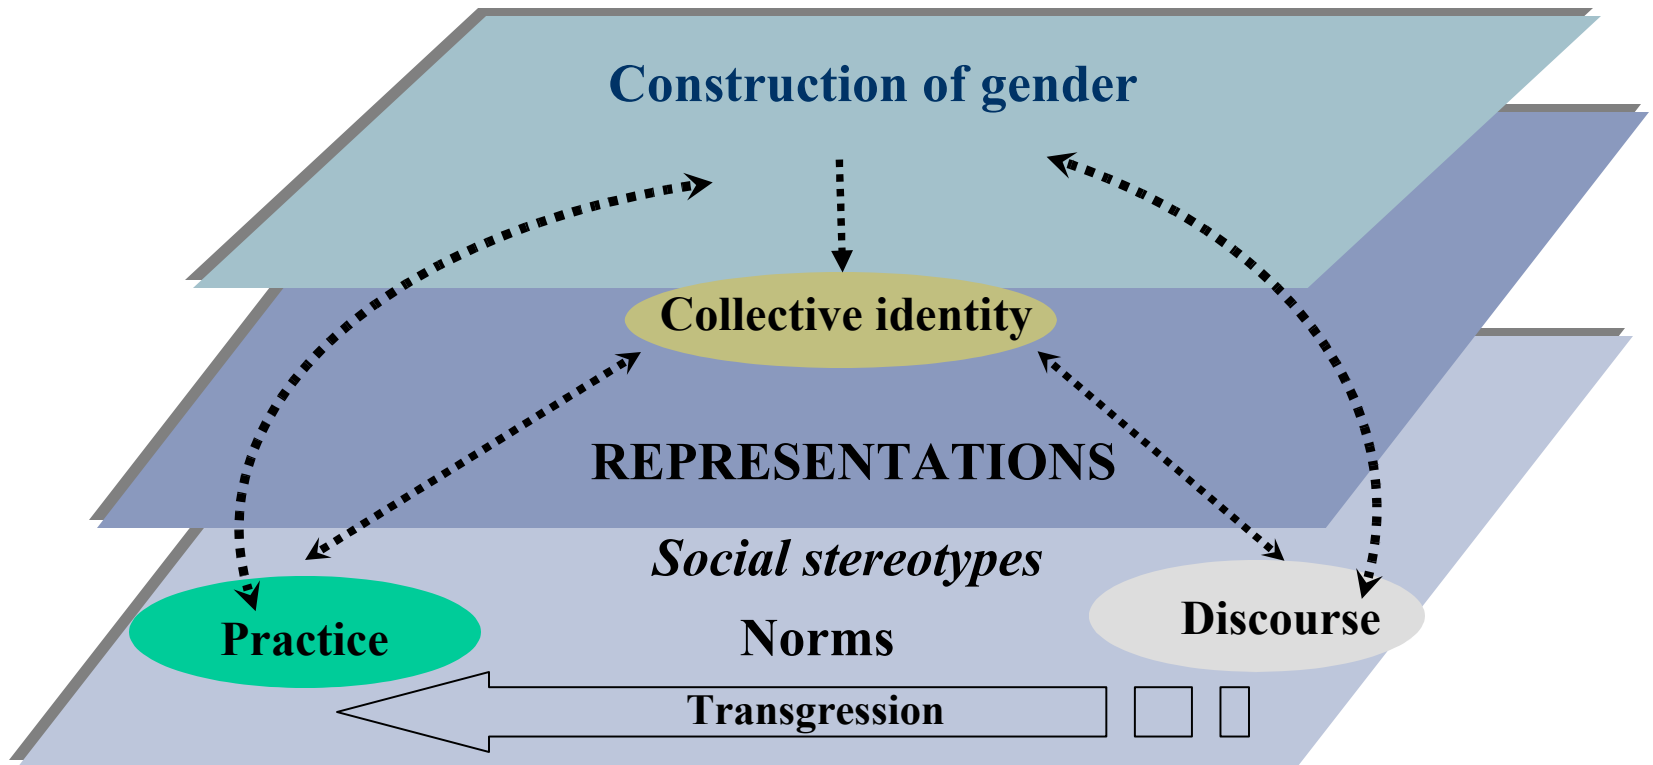 Construction of gender
Collective identity
REPRESENTATIONS
Social stereotypes
Practice
Norms
Discourse
Transgression